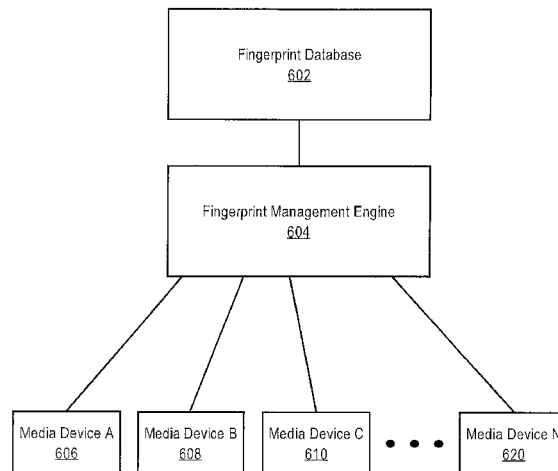 Fingerprint Database
602
Fingerprint Management Engine
604
Media Device A
606
Media Device B
608
Media Device C
610
Media Device N
620